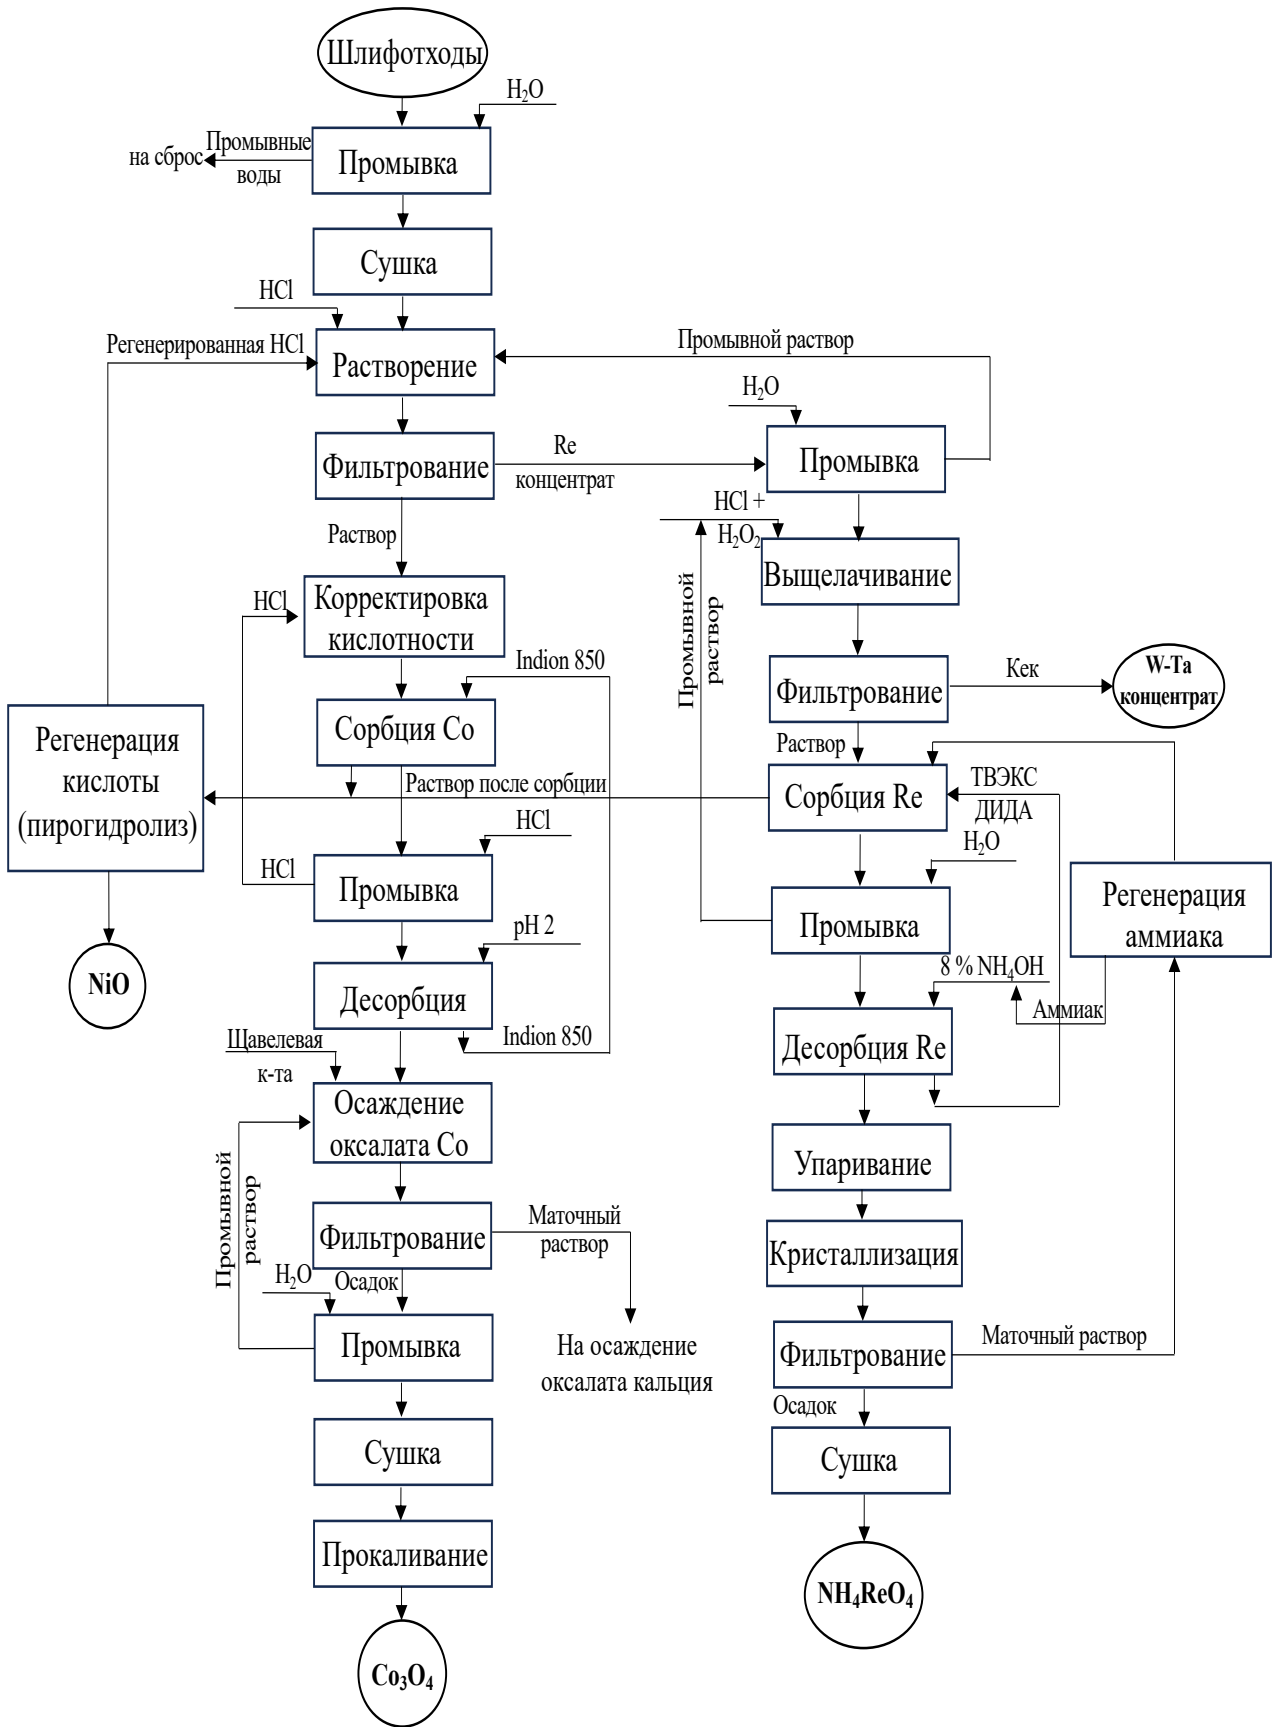 Шлифотходы
H₂O
Промывные
на сброс
воды
Промывка
Сушка
HCl
Регенерированная HCl
Растворение
Промывной раствор
H₂O
Фильтрование
Re
концентрат
Промывка
Раствор
HCl +
H₂O₂
Выщелачивание
HCl
Корректировка
кислотности
Промывной
раствор
Indion 850
Фильтрование
Кек
W-Ta
концентрат
Сорбция Co
Раствор
Регенерация
кислоты
(пирогидролиз)
Раствор после сорбции
Сорбция Re
ТВЭКС
ДИДА
HCl
H₂O
HCl
Промывка
Промывка
Регенерация
аммиака
pH 2
NiO
Десорбция
8 % NH₄OH
Аммиак
Indion 850
Десорбция Re
Щавелевая
к-та
Осаждение
оксалата Co
Упаривание
Промывной
раствор
Фильтрование
Маточный
раствор
Кристаллизация
H₂O
Осадок
Промывка
На осаждение
оксалата кальция
Фильтрование
Маточный раствор
Осадок
Сушка
Сушка
Прокаливание
NH₄ReO₄
Co₃O₄